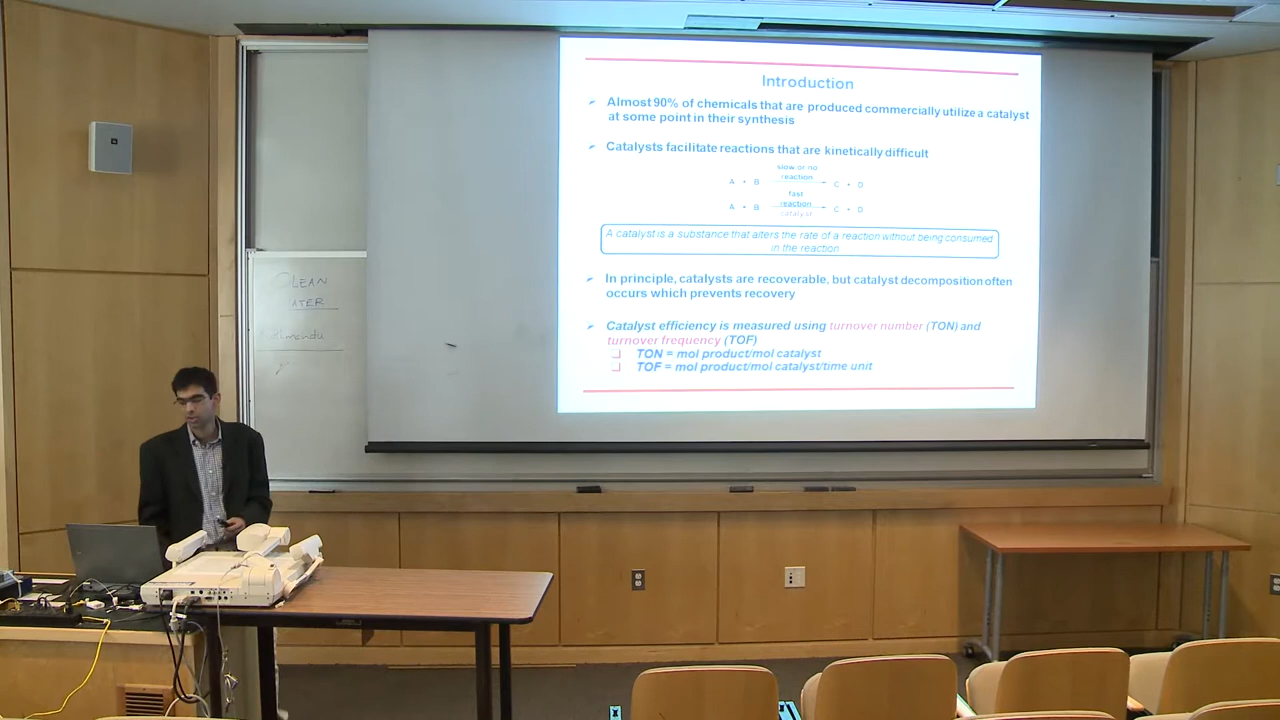 Introduction
Almost 90% of chemicals that are produced commercially utilize a catalyst
at some point in their synthesis
Catalysts facilitate reactions that are kinetically difficult
slow or no
reaction
A + B
C + D
fast
reaction
A + B
C + D
catalyst
A catalyst is a substance that alters the rate of a reaction without being consumed
in the reaction
In principle, catalysts are recoverable, but catalyst decomposition often
occurs which prevents recovery
Catalyst efficiency is measured using turnover number (TON) and
turnover frequency (TOF)
TON = mol product/mol catalyst
TOF = mol product/mol catalyst/time unit
CLEAN